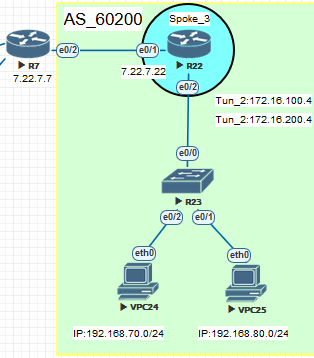 AS_60200
Spoke_3
e0/2
e0/1
R7
R22
7.22.7.7
7.22.7.22
e0/2
Tun_2:172.16.100.4
Tun_2:172.16.200.4
e0/0
R23
e0/2
e0/1
eth0
eth0
VPC24
VPC25
IP:192.168.70.0/24
IP:192.168.80.0/24